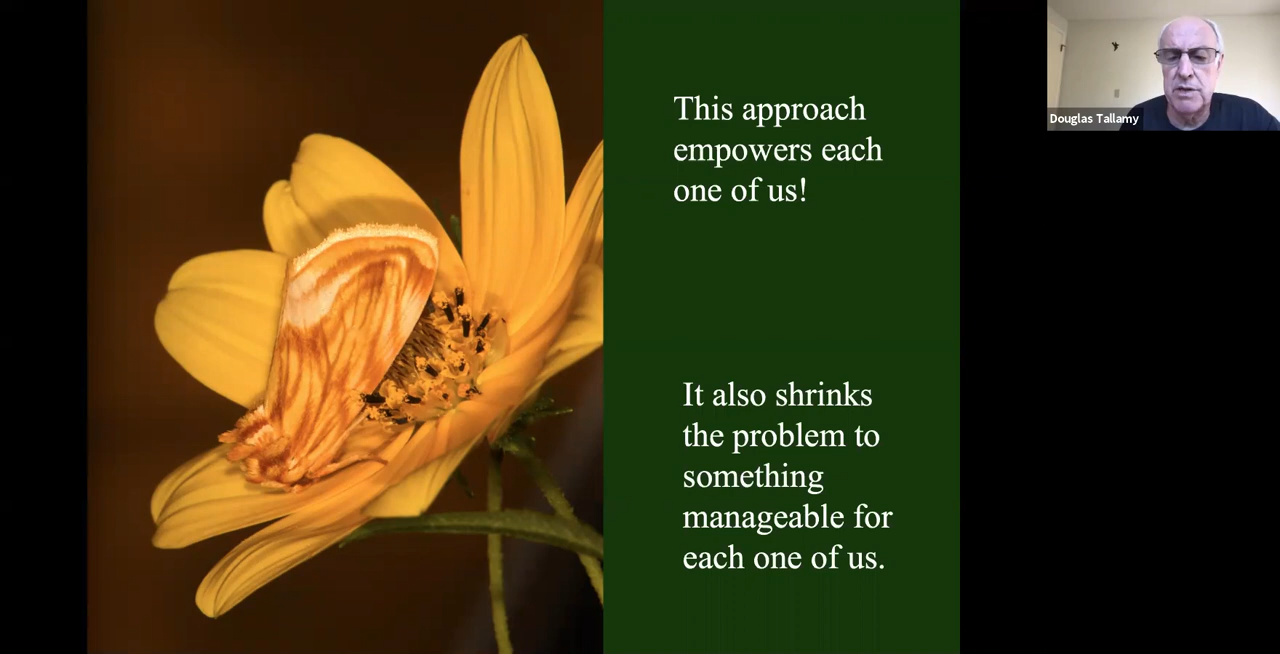 This approach
empowers each
one of us!
It also shrinks
the problem to
something
manageable for
each one of us.
Douglas Tallamy